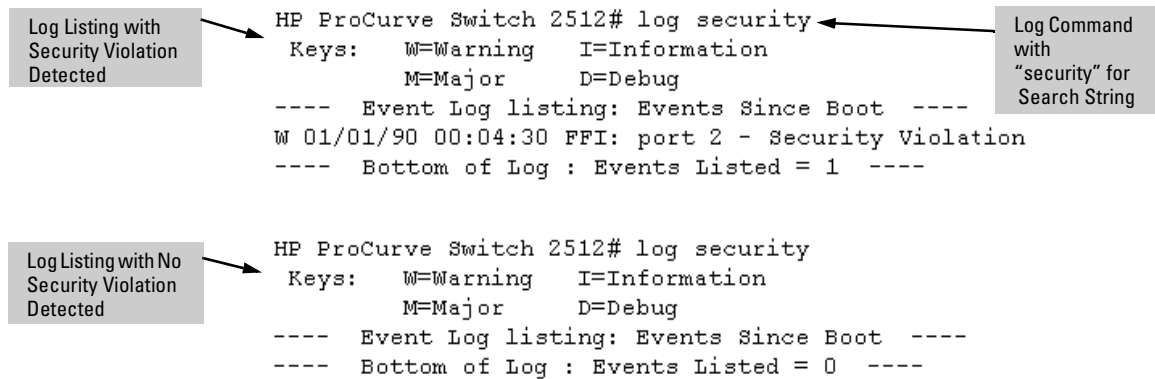 Log Listing with
Security Violation
Detected
HP ProCurve Switch 2512# log security
Keys: W=Warning I=Information
M=Major D=Debug
---- Event Log listing: Events Since Boot ----
W 01/01/90 00:04:30 FFI: port 2 - Security Violation
---- Bottom of Log : Events Listed = 1 ----
Log Command
with
“security” for
Search String
Log Listing with No
Security Violation
Detected
HP ProCurve Switch 2512# log security
Keys: W=Warning I=Information
M=Major D=Debug
---- Event Log listing: Events Since Boot ----
---- Bottom of Log : Events Listed = 0 ----